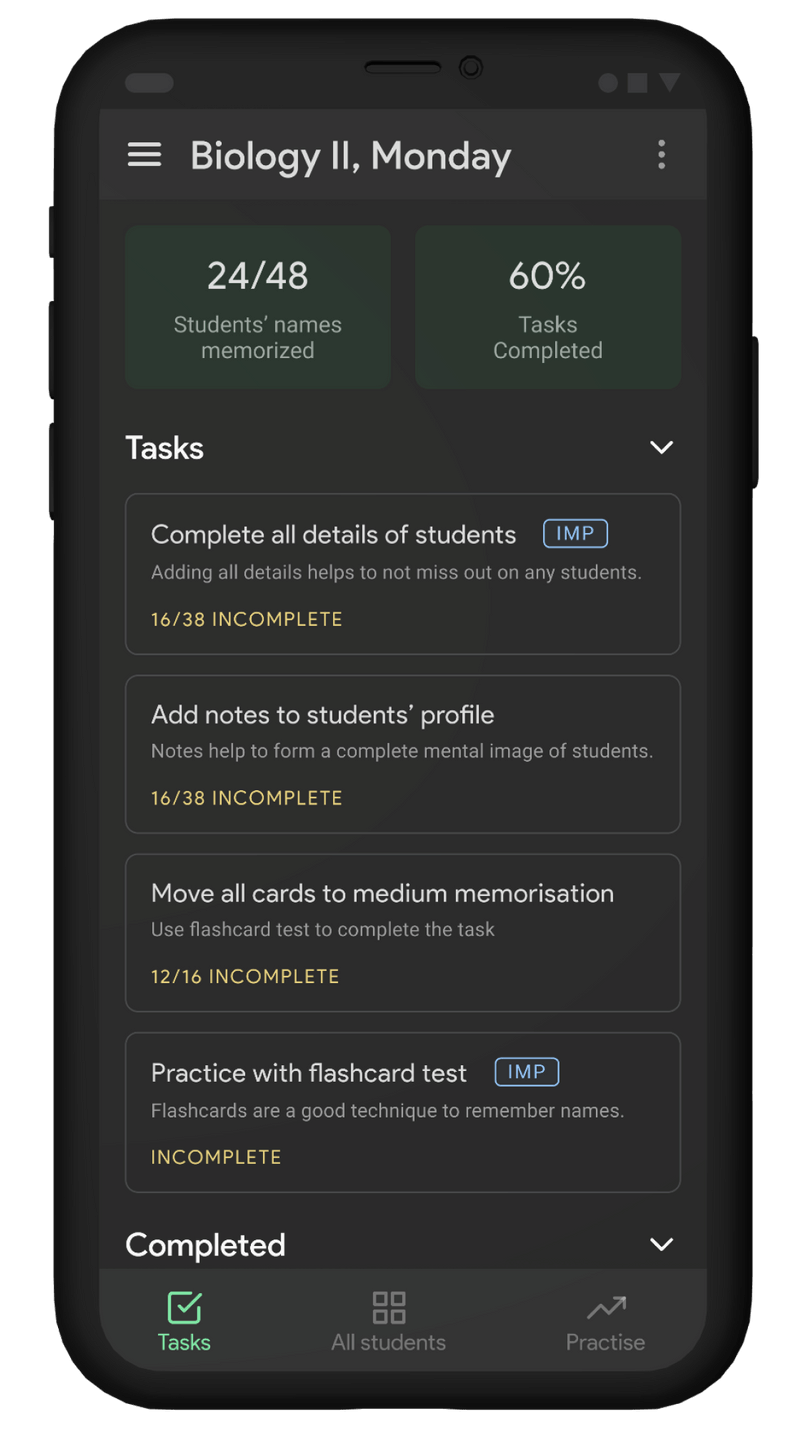 Biology II, Monday
24/48
Students’ names
memorized
60%
Tasks
Completed
Tasks
Complete all details of students IMP
Adding all details helps to not miss out on any students.
16/38 INCOMPLETE
Add notes to students’ profile
Notes help to form a complete mental image of students.
16/38 INCOMPLETE
Move all cards to medium memorisation
Use flashcard test to complete the task
12/16 INCOMPLETE
Practice with flashcard test IMP
Flashcards are a good technique to remember names.
INCOMPLETE
Completed
Tasks All students Practise